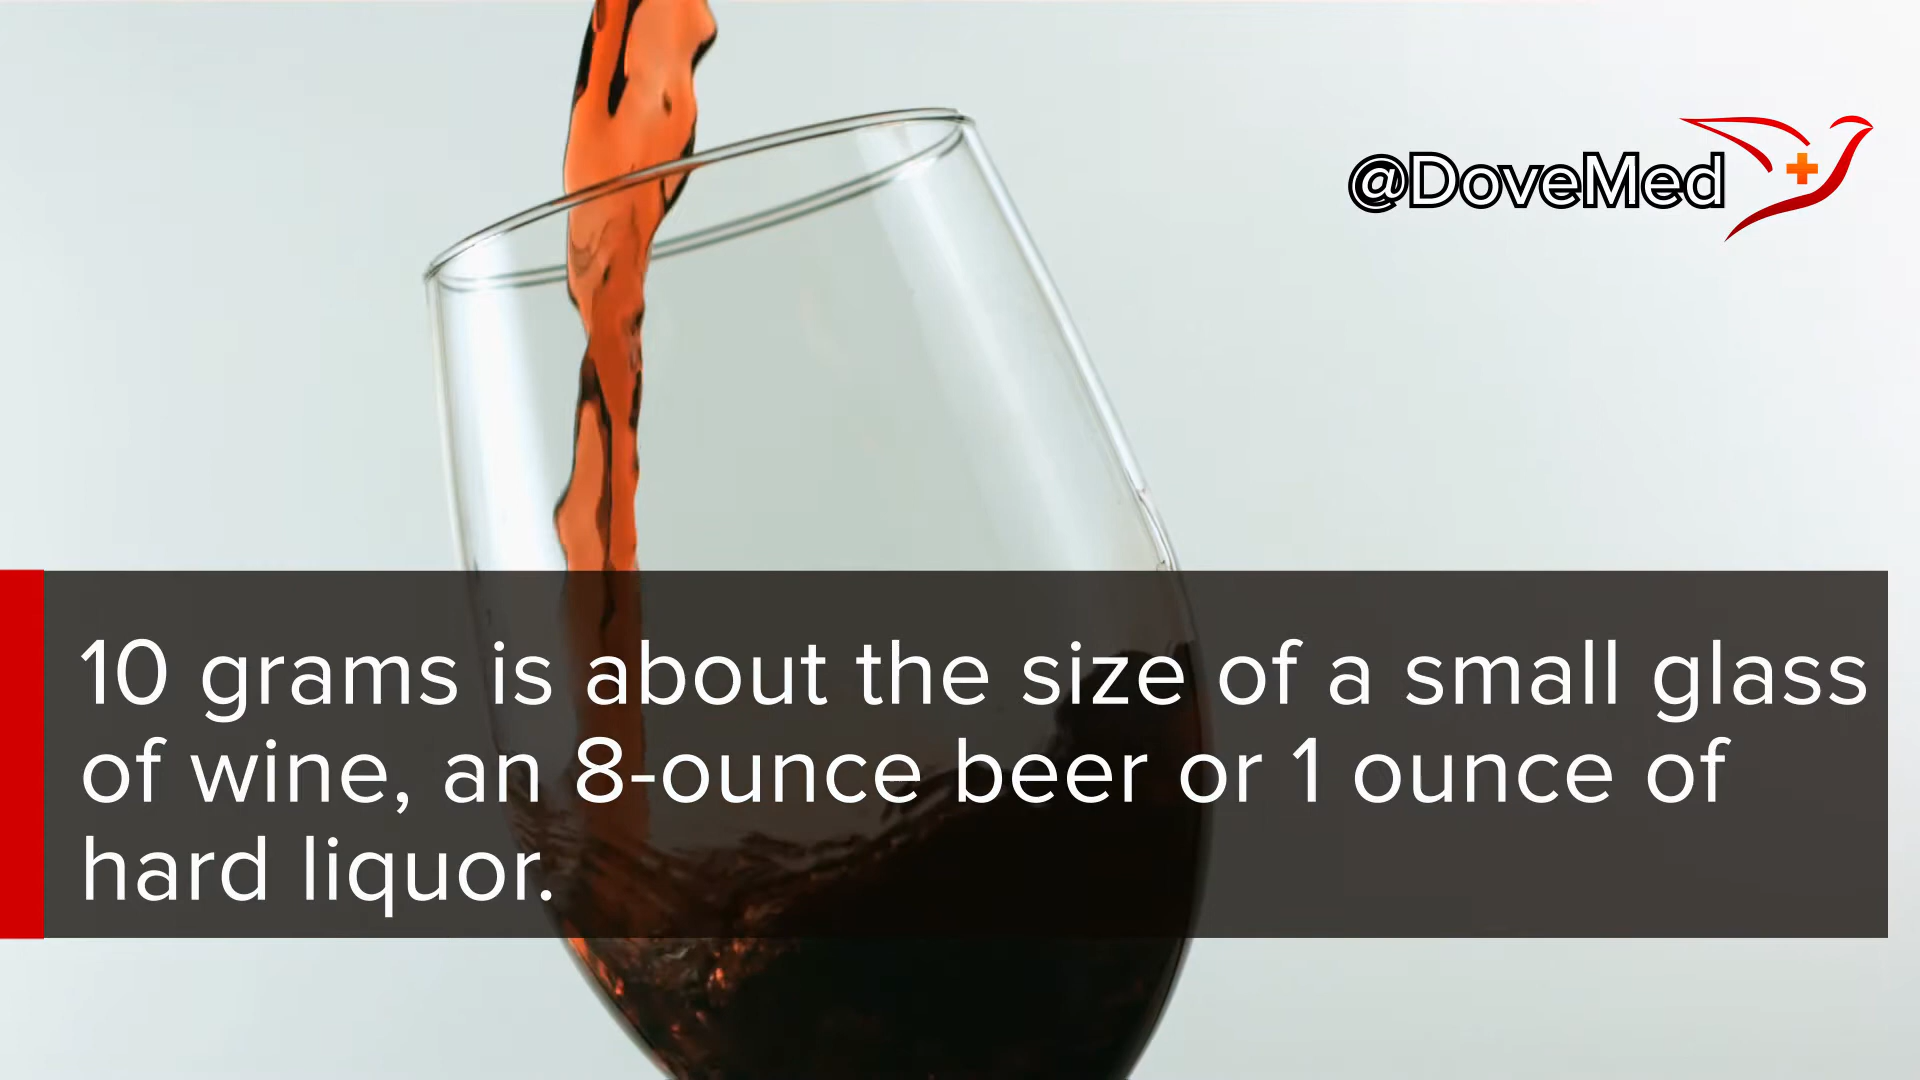 @DoveMed
10 grams is about the size of a small glass
of wine, an 8-ounce beer or 1 ounce of
hard liquor.